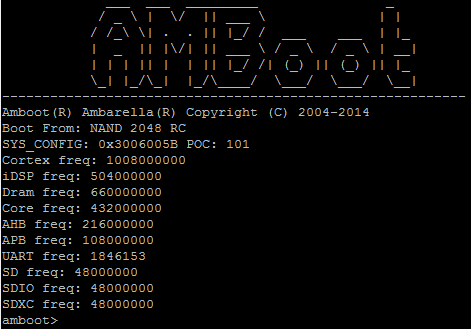 AMBoot
Amboot(R) Ambarella(R) Copyright (C) 2004-2014
Boot From: NAND 2048 RC
SYS_CONFIG: 0x3006005B POC: 101
Cortex freq: 1008000000
iDSP freq: 504000000
Dram freq: 660000000
Core freq: 432000000
AHB freq: 216000000
APB freq: 108000000
UART freq: 1846153
SD freq: 48000000
SDIO freq: 48000000
SDXC freq: 48000000
amboot>